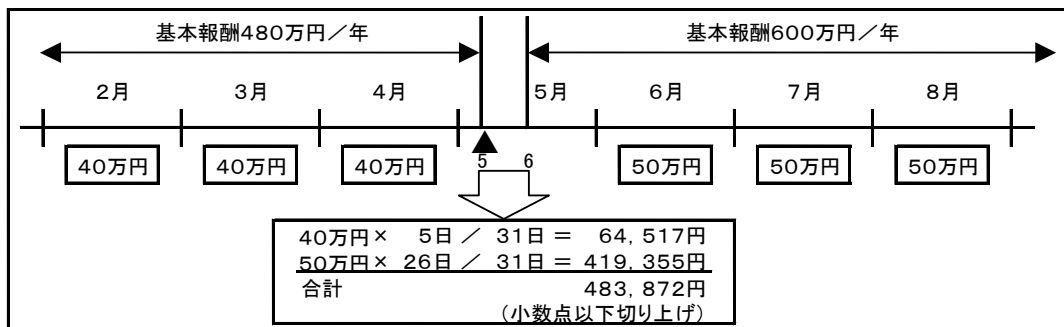 基本報酬480万円／年 基本報酬600万円／年
2月 3月 4月 5月 6月 7月 8月
40万円 40万円 40万円 5 6 50万円 50万円 50万円
40万円× 5日 ／ 31日 ＝ 64,517円
50万円× 26日 ／ 31日 ＝ 419,355円
合計 483,872円
(小数点以下切り上げ)